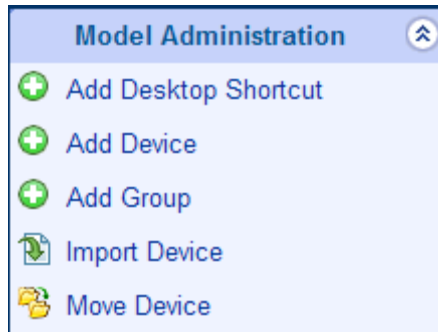 Model Administration
Add Desktop Shortcut
Add Device
Add Group
Import Device
Move Device